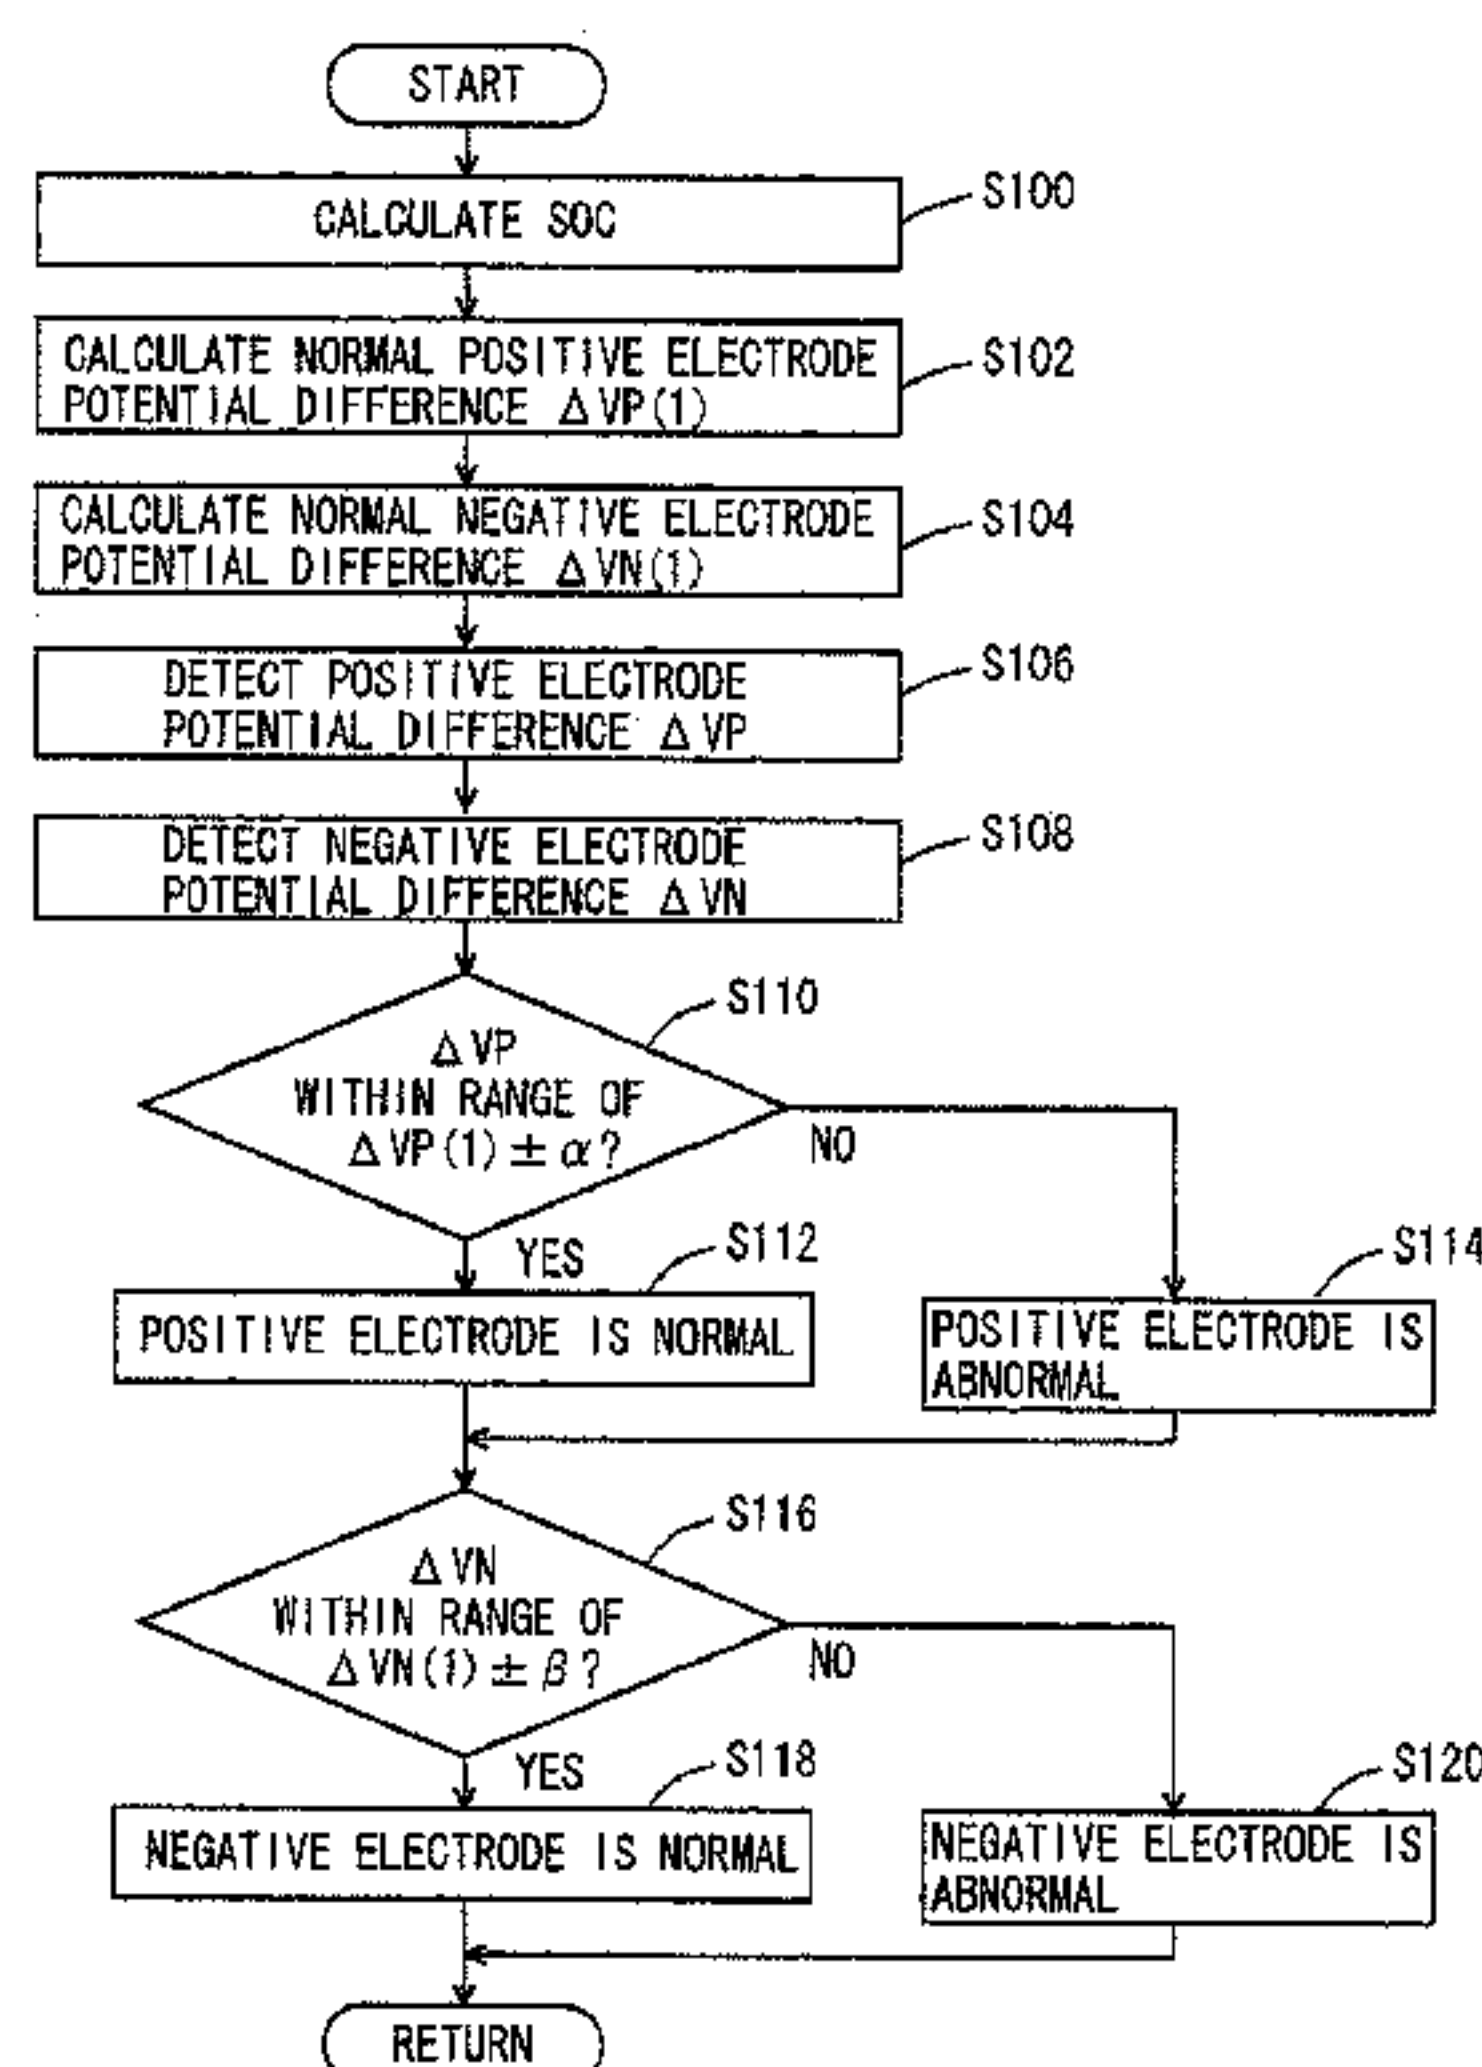 START
CALCULATE SOC
S100
CALCULATE NORMAL POSITIVE ELECTRODE
POTENTIAL DIFFERENCE ΔVP(1)
S102
CALCULATE NORMAL NEGATIVE ELECTRODE
POTENTIAL DIFFERENCE ΔVN(1)
S104
DETECT POSITIVE ELECTRODE
POTENTIAL DIFFERENCE ΔVP
S106
DETECT NEGATIVE ELECTRODE
POTENTIAL DIFFERENCE ΔVN
S108
S110
ΔVP
WITHIN RANGE OF
ΔVP(1)±α?
NO
YES
S112
POSITIVE ELECTRODE IS NORMAL
S114
POSITIVE ELECTRODE IS
ABNORMAL
S116
ΔVN
WITHIN RANGE OF
ΔVN(1)±β?
NO
YES
S118
NEGATIVE ELECTRODE IS NORMAL
S120
NEGATIVE ELECTRODE IS
ABNORMAL
RETURN